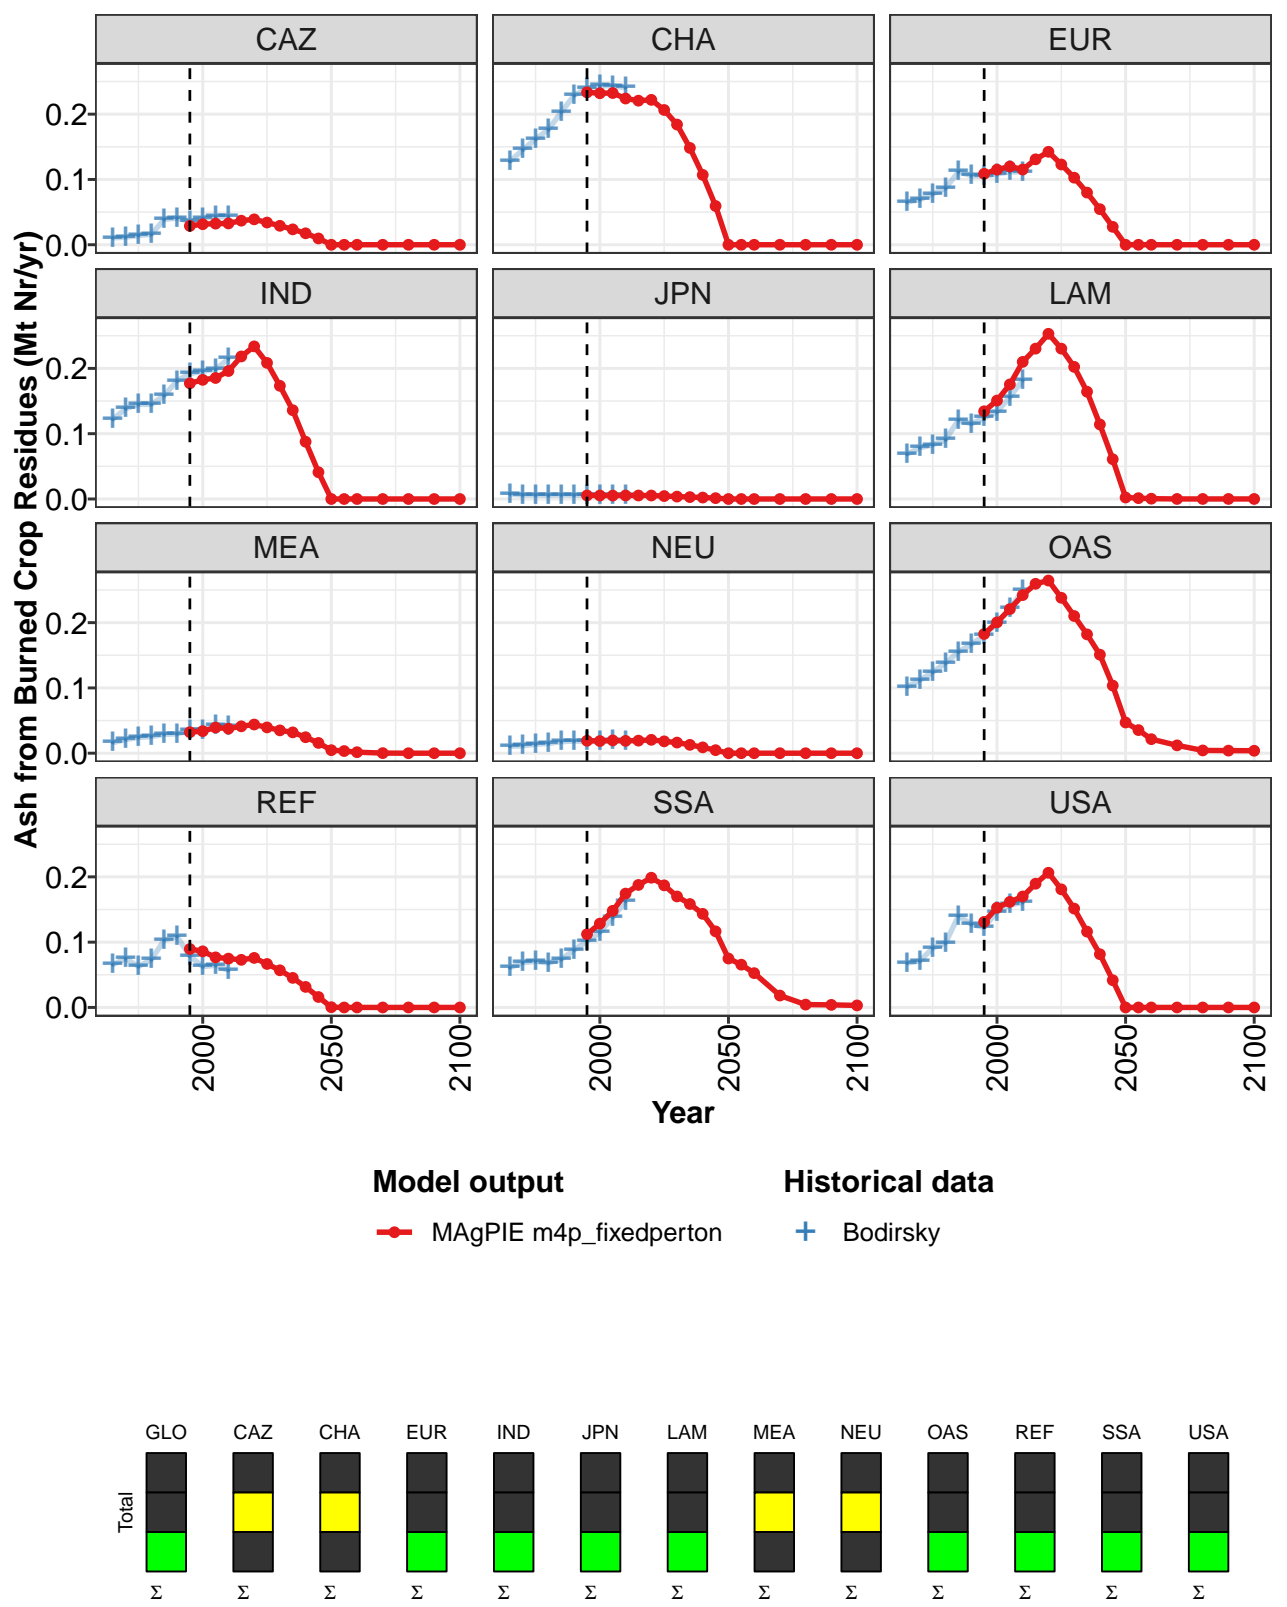 CAZ CHA EUR
0.2
0.1
0.0
IND JPN LAM
0.2
0.1
0.0
MEA NEU OAS
0.2
0.1
0.0
REF SSA USA
0.2
0.1
0.0
Ash from Burned Crop Residues (Mt Nr/yr)
2000 2050 2100 2000 2050 2100 2000 2050 2100
Year
Model output Historical data
MAgPIE m4p_fixedperton Bodirsky
GLO CAZ CHA EUR IND JPN LAM MEA NEU OAS REF SSA USA
Total
Σ Σ Σ Σ Σ Σ Σ Σ Σ Σ Σ Σ Σ